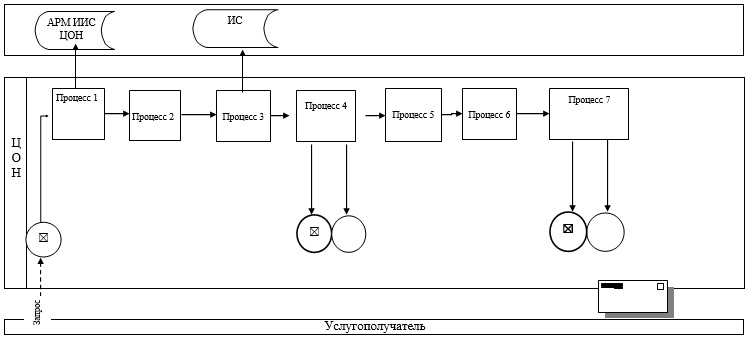 АРМ ИИС
ЦОН
ИС
Процесс 1
Процесс 2
Процесс 3
Процесс 4
Процесс 5
Процесс 6
Процесс 7
Ц
О
Н
Запрос
Услугополучатель